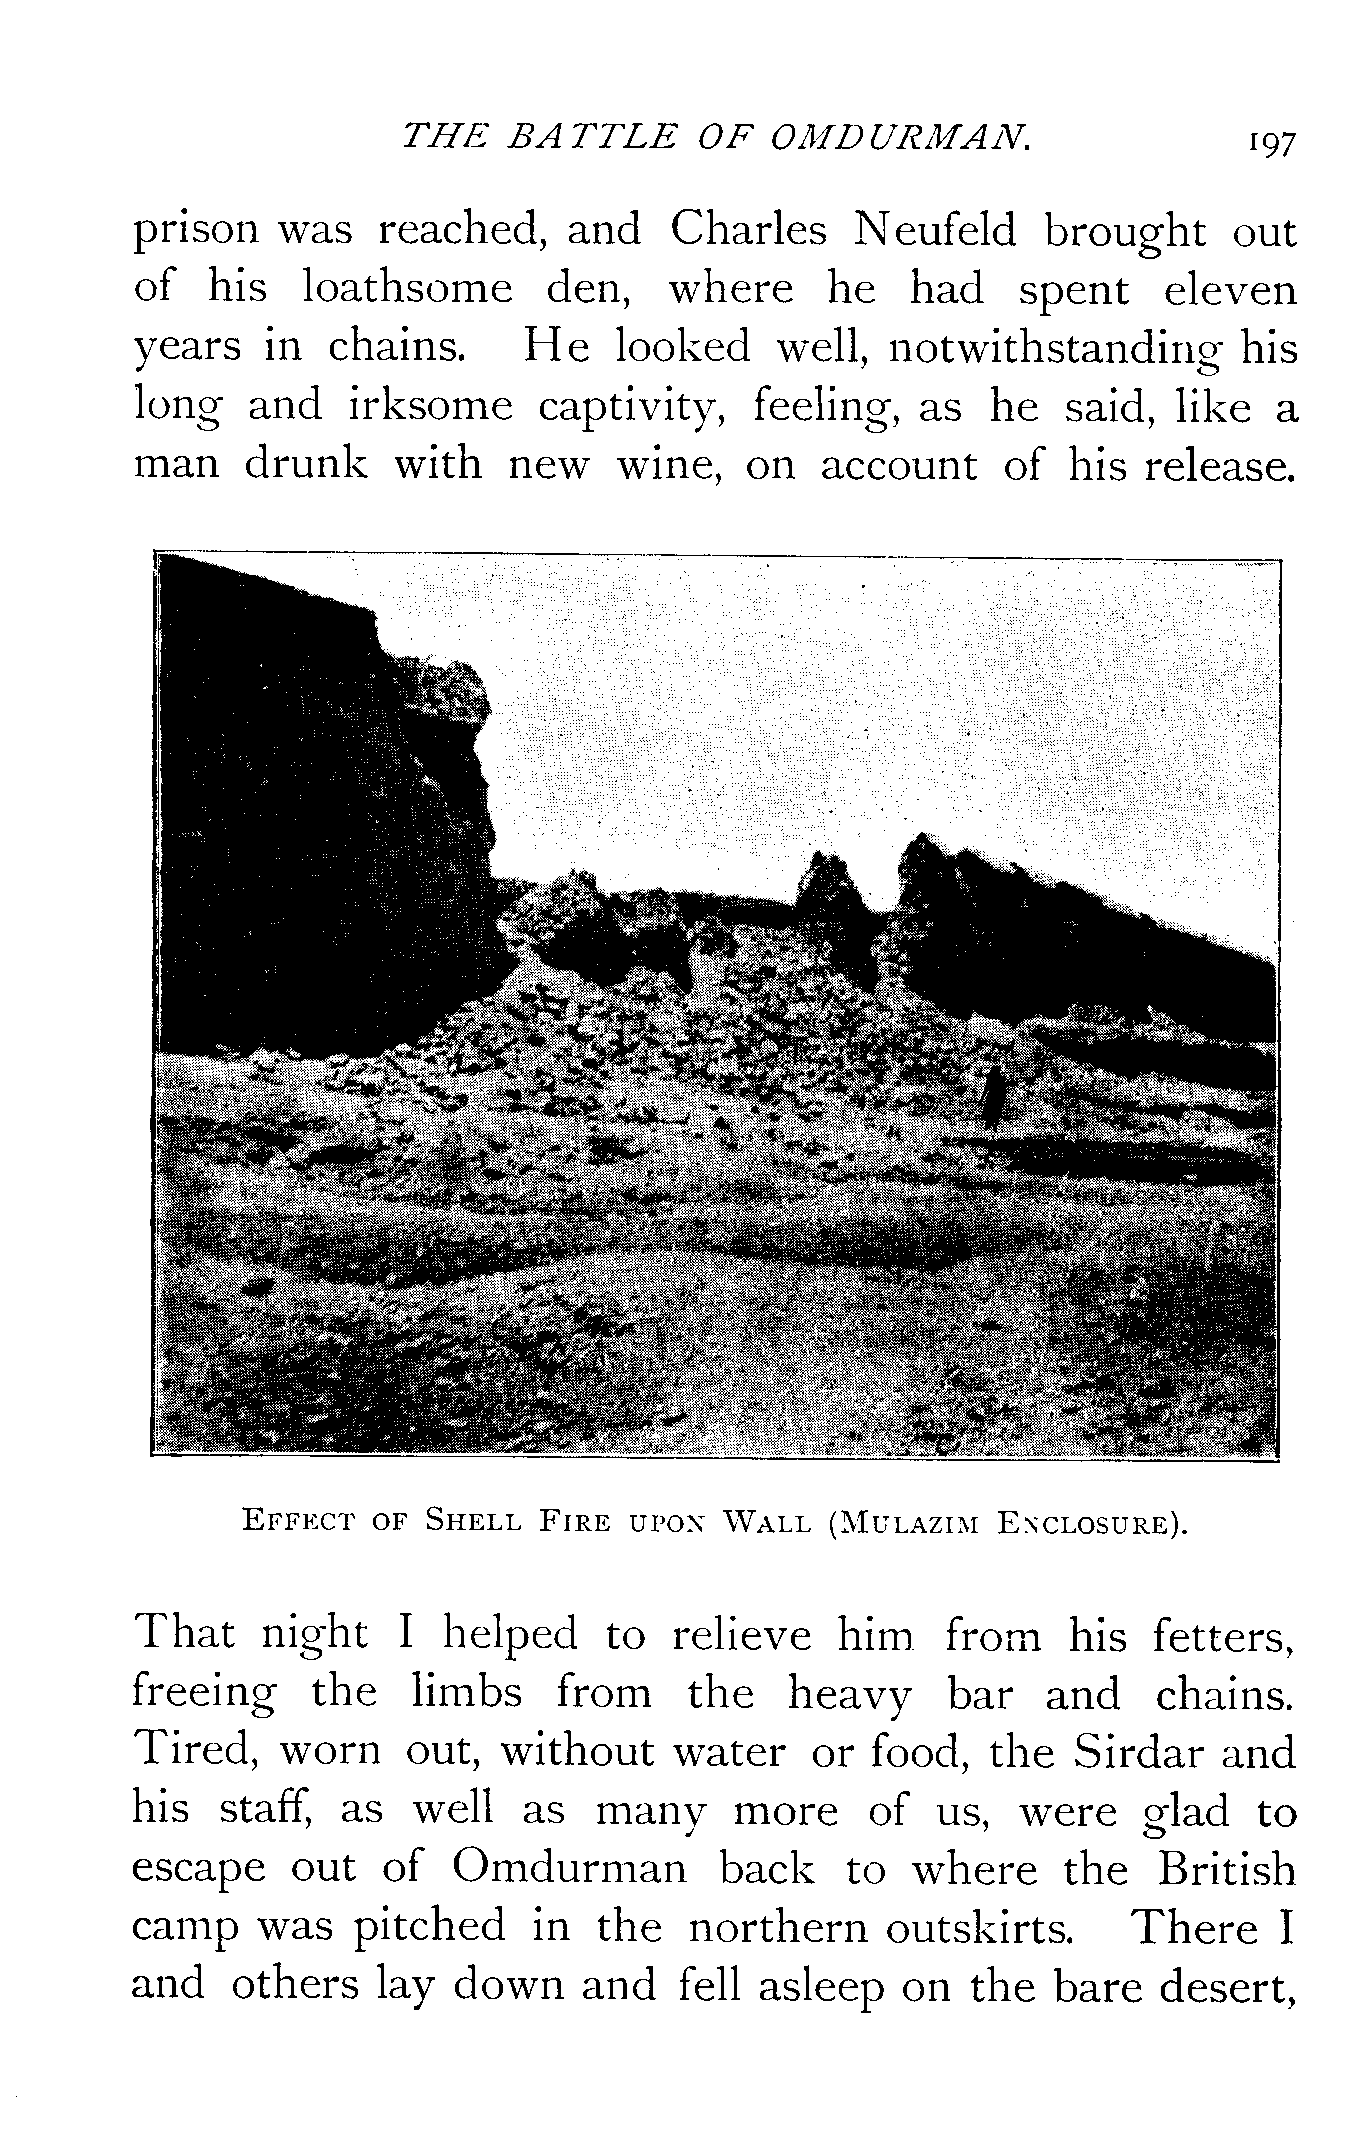 THE BATTLE OF OMDURMAN. 197
prison was reached, and Charles Neufeld brought out
of his loathsome den, where he had spent eleven
years in chains. He looked well, notwithstanding his
long and irksome captivity, feeling, as he said, like a
man drunk with new wine, on account of his release.
EFFECT OF SHELL FIRE UPON WALL (MULAZIM ENCLOSURE).
That night I helped to relieve him from his fetters,
freeing the limbs from the heavy bar and chains.
Tired, worn out, without water or food, the Sirdar and
his staff, as well as many more of us, were glad to
escape out of Omdurman back to where the British
camp was pitched in the northern outskirts. There I
and others lay down and fell asleep on the bare desert,